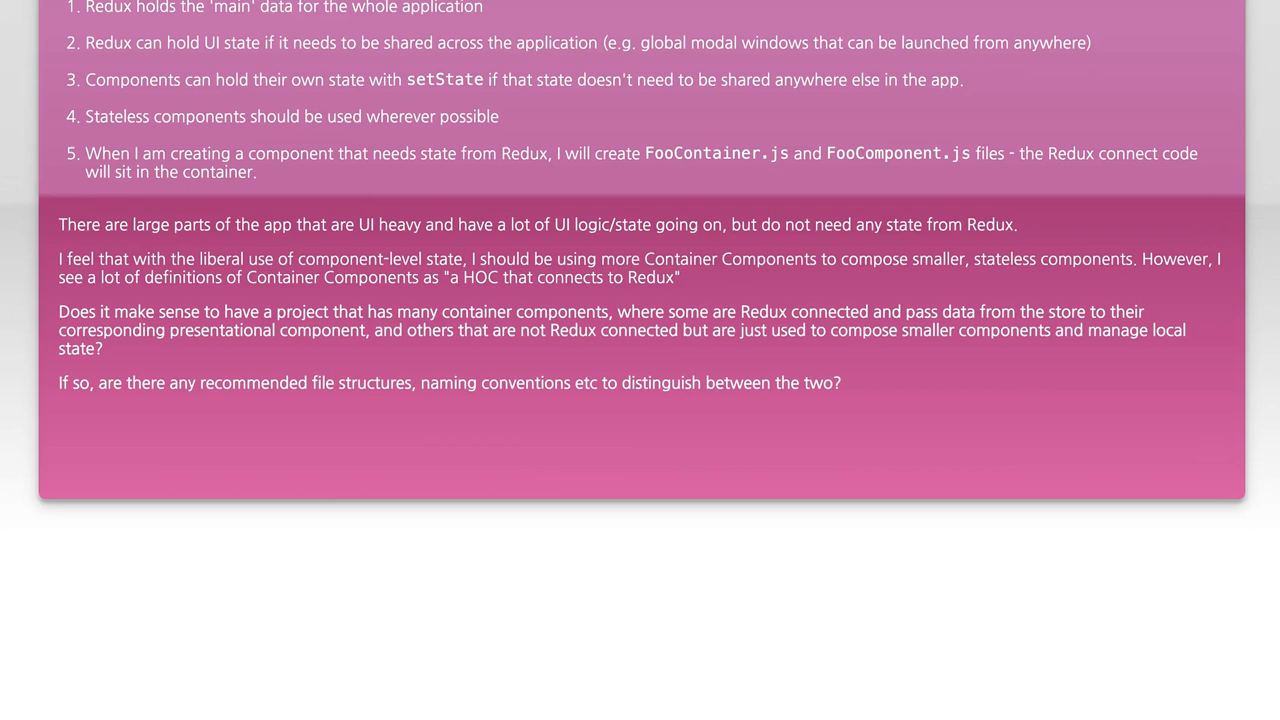 1. Redux holds the 'main' data for the whole application
2. Redux can hold UI state if it needs to be shared across the application (e.g. global modal windows that can be launched from anywhere)
3. Components can hold their own state with setState if that state doesn't need to be shared anywhere else in the app.
4. Stateless components should be used wherever possible
5. When I am creating a component that needs state from Redux, I will create FooContainer.js and FooComponent.js files - the Redux connect code
will sit in the container.
There are large parts of the app that are UI heavy and have a lot of UI logic/state going on, but do not need any state from Redux.
I feel that with the liberal use of component-level state, I should be using more Container Components to compose smaller, stateless components. However, I
see a lot of definitions of Container Components as "a HOC that connects to Redux"
Does it make sense to have a project that has many container components, where some are Redux connected and pass data from the store to their
corresponding presentational component, and others that are not Redux connected but are just used to compose smaller components and manage local
state?
If so, are there any recommended file structures, naming conventions etc to distinguish between the two?